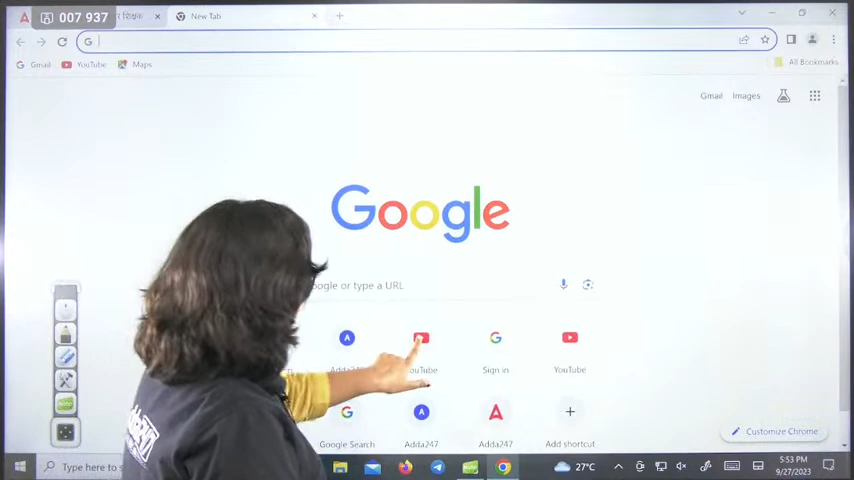 007 937
शिक्षक
New Tab
Gmail
YouTube
Maps
All Bookmarks
Gmail
Images
Google
oogle or type a URL
YouTube
Sign in
YouTube
Google Search
Adda247
Adda247
Add shortcut
Customize Chrome
Type here to
27°C
5:53 PM
9/27/2023